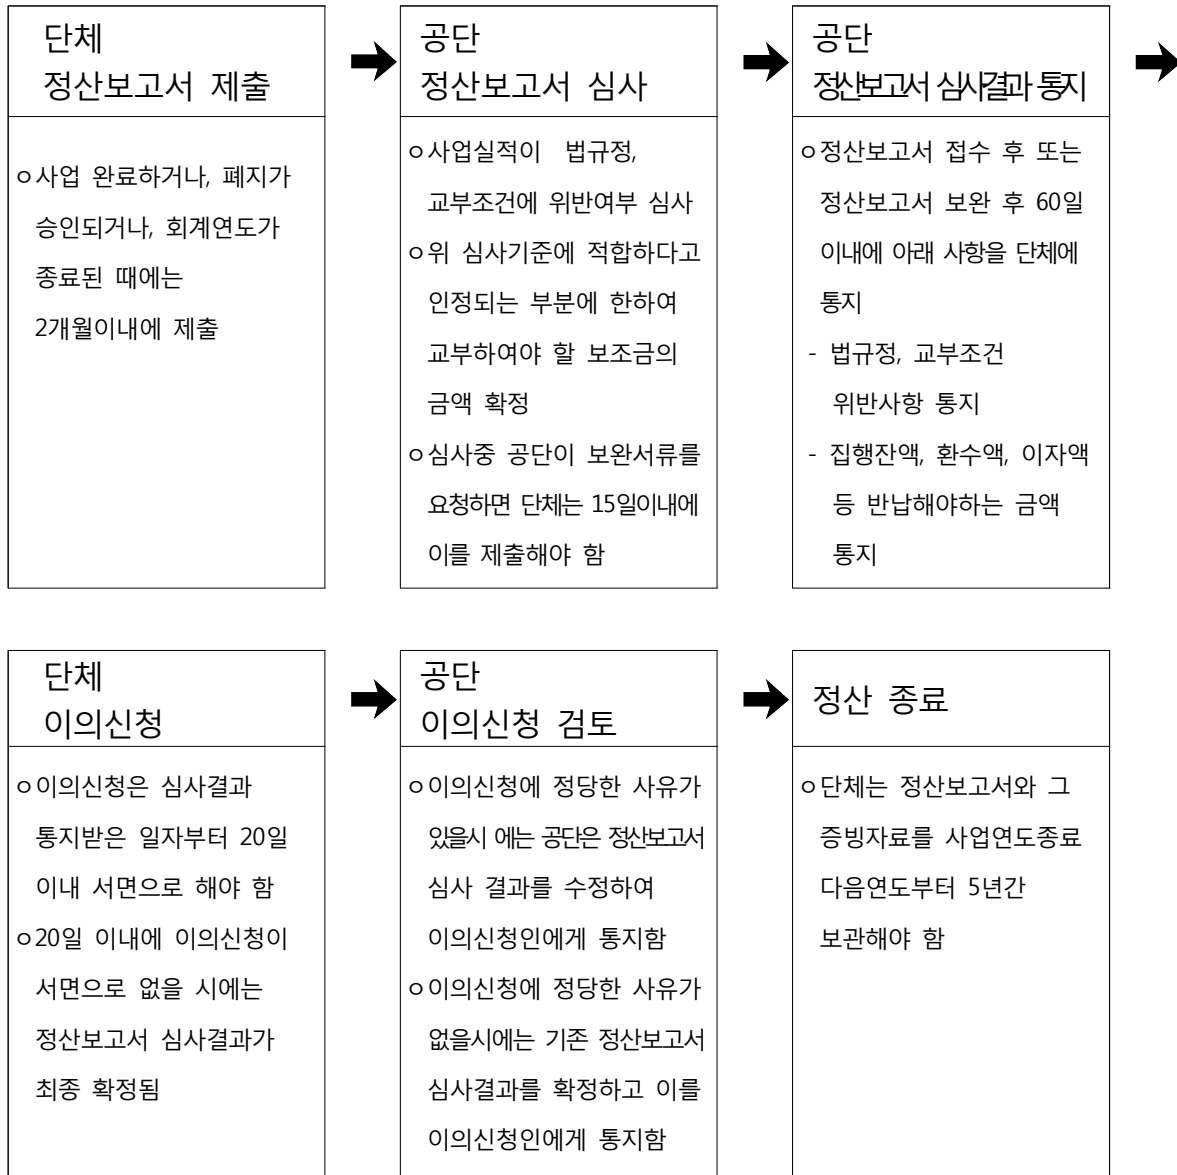 단체
정산보고서 제출
ㅇ사업 완료하거나, 폐지가
승인되거나, 회계연도가
종료된 때에는
2개월이내에 제출
공단
정산보고서 심사
ㅇ사업실적이 법규정,
교부조건에 위반여부 심사
ㅇ위 심사기준에 적합하다고
인정되는 부분에 한하여
교부하여야 할 보조금의
금액 확정
ㅇ심사중 공단이 보완서류를
요청하면 단체는 15일이내에
이를 제출해야 함
공단
정산보고서 심사결과 통지
ㅇ정산보고서 접수 후 또는
정산보고서 보완 후 60일
이내에 아래 사항을 단체에
통지
- 법규정, 교부조건
위반사항 통지
- 집행잔액, 환수액, 이자액
등 반납해야하는 금액
통지
단체
이의신청
ㅇ이의신청은 심사결과
통지받은 일자부터 20일
이내 서면으로 해야 함
ㅇ20일 이내에 이의신청이
서면으로 없을 시에는
정산보고서 심사결과가
최종 확정됨
공단
이의신청 검토
ㅇ이의신청에 정당한 사유가
있을시 에는 공단은 정산보고서
심사 결과를 수정하여
이의신청인에게 통지함
ㅇ이의신청에 정당한 사유가
없을시에는 기존 정산보고서
심사결과를 확정하고 이를
이의신청인에게 통지함
정산 종료
ㅇ단체는 정산보고서와 그
증빙자료를 사업연도종료
다음연도부터 5년간
보관해야 함